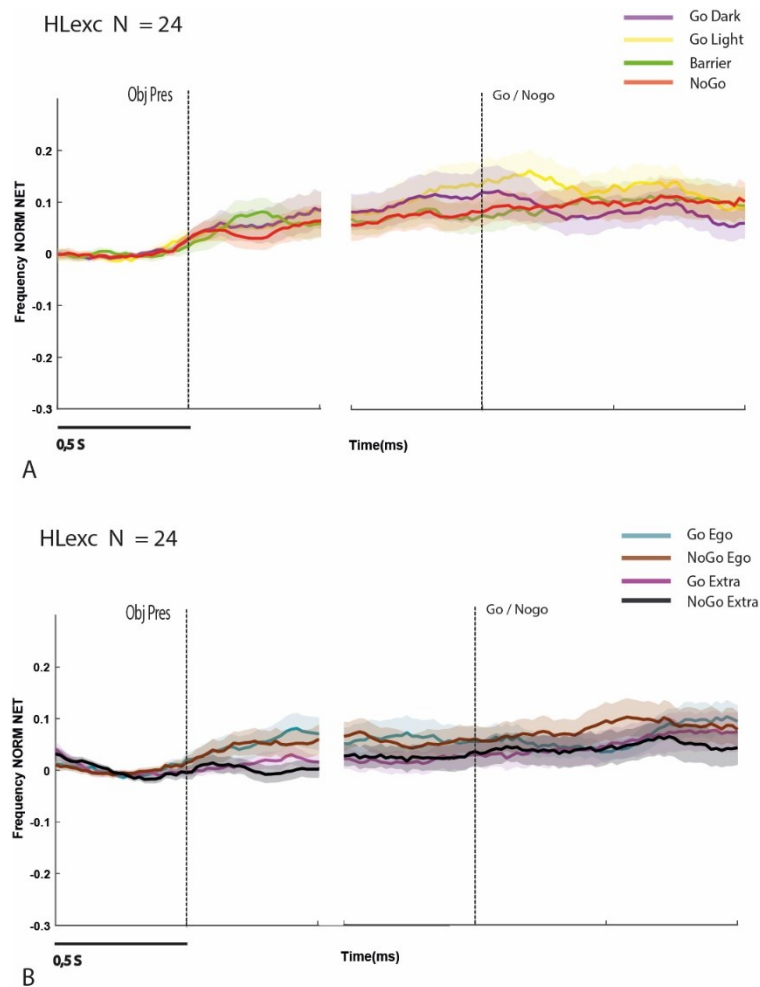 HLexc N = 24
Go Dark
Go Light
Barrier
NoGo
Obj Pres
Go / Nogo
Frequency NORM NET
0.2
0.1
0
-0.1
-0.2
-0.3
0,5 S
Time(ms)
A
HLexc N = 24
Go Ego
NoGo Ego
Go Extra
NoGo Extra
Obj Pres
Go / Nogo
Frequency NORM NET
0.2
0.1
0
-0.1
-0.2
-0.3
0,5 S
Time(ms)
B